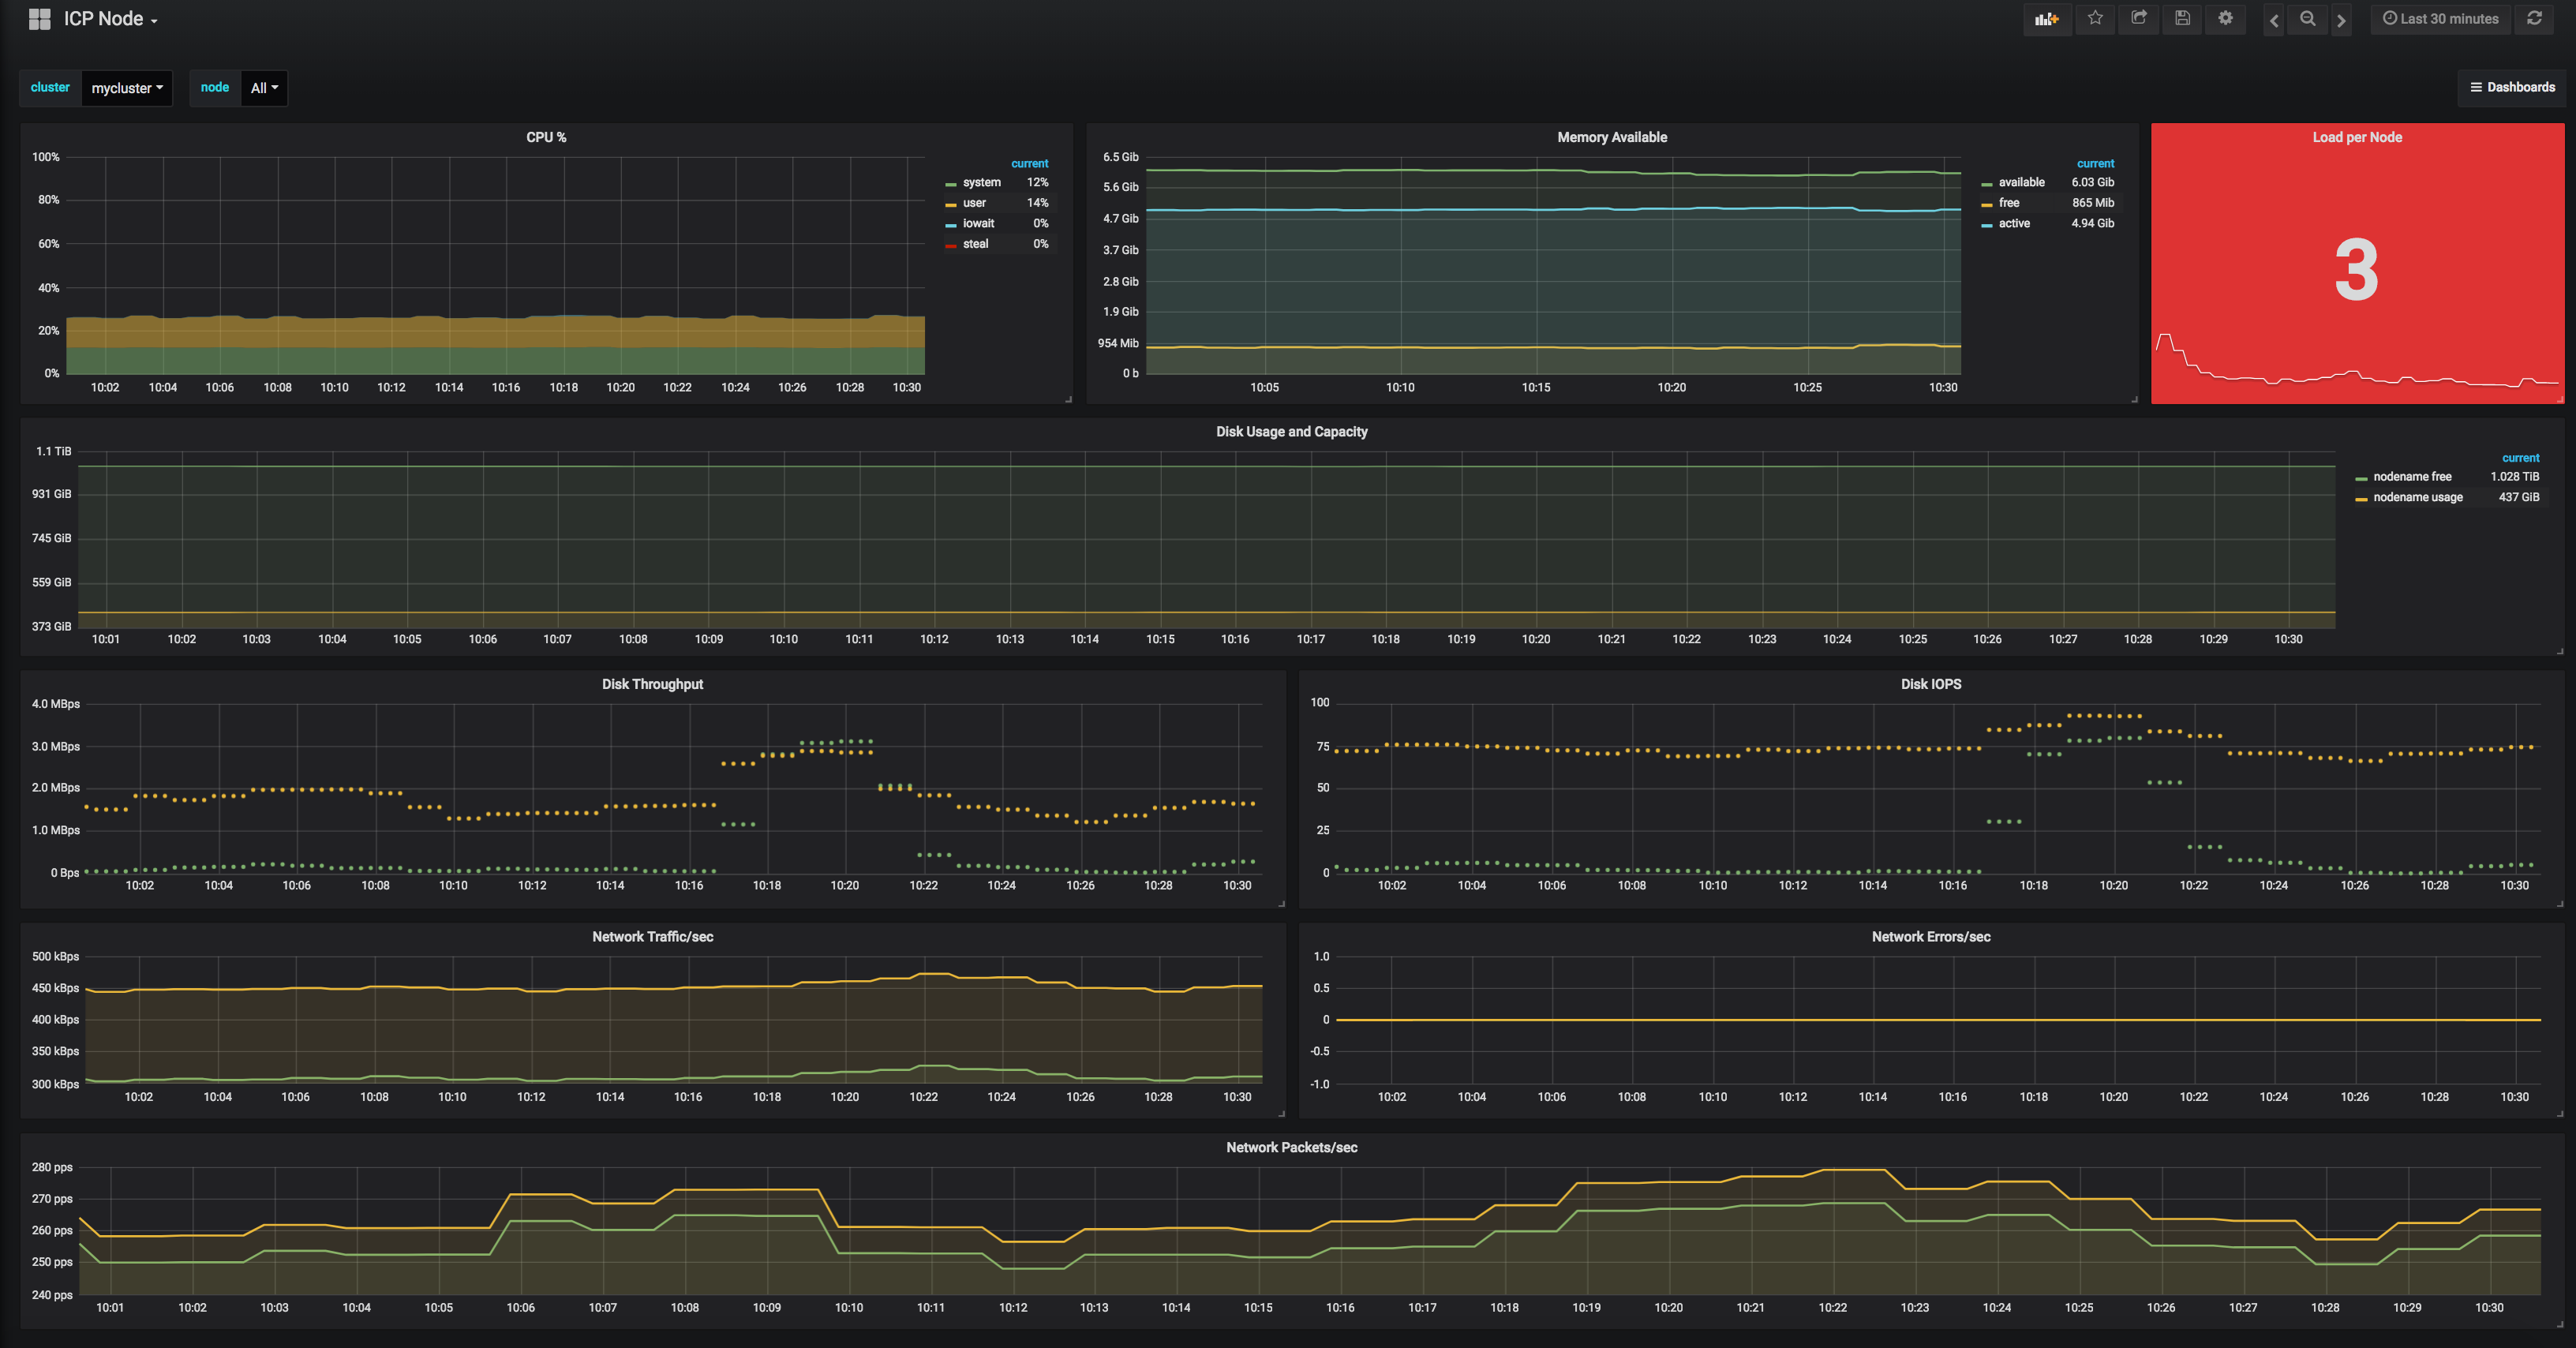 ICP Node
Last 30 minutes
cluster mycluster node All
Dashboards
CPU %
100%
80%
60%
40%
20%
0%
10:02 10:04 10:06 10:08 10:10 10:12 10:14 10:16 10:18 10:20 10:22 10:24 10:26 10:28 10:30
current
system 12%
user 14%
iowait 0%
steal 0%
Memory Available
6.5 Gib
5.6 Gib
4.7 Gib
3.7 Gib
2.8 Gib
1.9 Gib
954 Mib
0 b
10:05 10:10 10:15 10:20 10:25 10:30
current
available 6.03 Gib
free 865 Mib
active 4.94 Gib
Load per Node
3
Disk Usage and Capacity
1.1 TiB
931 GiB
745 GiB
559 GiB
373 GiB
10:01 10:02 10:03 10:04 10:05 10:06 10:07 10:08 10:09 10:10 10:11 10:12 10:13 10:14 10:15 10:16 10:17 10:18 10:19 10:20 10:21 10:22 10:23 10:24 10:25 10:26 10:27 10:28 10:29 10:30
current
nodename free 1.028 TiB
nodename usage 437 GiB
Disk Throughput
4.0 MBps
3.0 MBps
2.0 MBps
1.0 MBps
0 Bps
10:02 10:04 10:06 10:08 10:10 10:12 10:14 10:16 10:18 10:20 10:22 10:24 10:26 10:28 10:30
Disk IOPS
100
75
50
25
0
10:02 10:04 10:06 10:08 10:10 10:12 10:14 10:16 10:18 10:20 10:22 10:24 10:26 10:28 10:30
Network Traffic/sec
500 kBps
450 kBps
400 kBps
350 kBps
300 kBps
10:02 10:04 10:06 10:08 10:10 10:12 10:14 10:16 10:18 10:20 10:22 10:24 10:26 10:28 10:30
Network Errors/sec
1.0
0.5
0
-0.5
-1.0
10:02 10:04 10:06 10:08 10:10 10:12 10:14 10:16 10:18 10:20 10:22 10:24 10:26 10:28 10:30
Network Packets/sec
280 pps
270 pps
260 pps
250 pps
240 pps
10:01 10:02 10:03 10:04 10:05 10:06 10:07 10:08 10:09 10:10 10:11 10:12 10:13 10:14 10:15 10:16 10:17 10:18 10:19 10:20 10:21 10:22 10:23 10:24 10:25 10:26 10:27 10:28 10:29 10:30